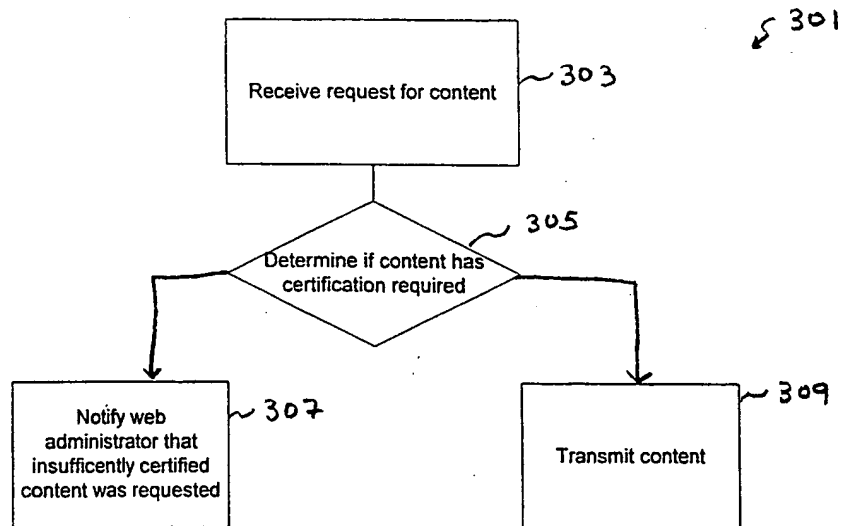 301
Receive request for content
303
305
Determine if content has
certification required
Notify web
administrator that
insufficently certified
content was requested
307
Transmit content
309